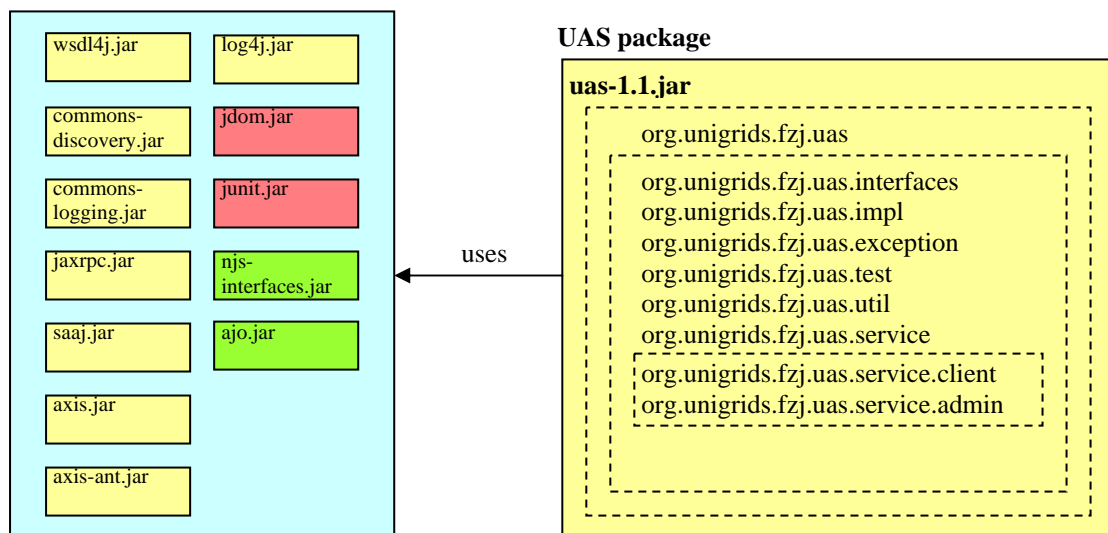 wsdl4j.jar
log4j.jar
commons-
discovery.jar
jdom.jar
commons-
logging.jar
junit.jar
jaxrpc.jar
njs-
interfaces.jar
saaj.jar
ajo.jar
axis.jar
axis-ant.jar
uses
UAS package
uas-1.1.jar
org.unigrids.fzj.uas
org.unigrids.fzj.uas.interfaces
org.unigrids.fzj.uas.impl
org.unigrids.fzj.uas.exception
org.unigrids.fzj.uas.test
org.unigrids.fzj.uas.util
org.unigrids.fzj.uas.service
org.unigrids.fzj.uas.service.client
org.unigrids.fzj.uas.service.admin